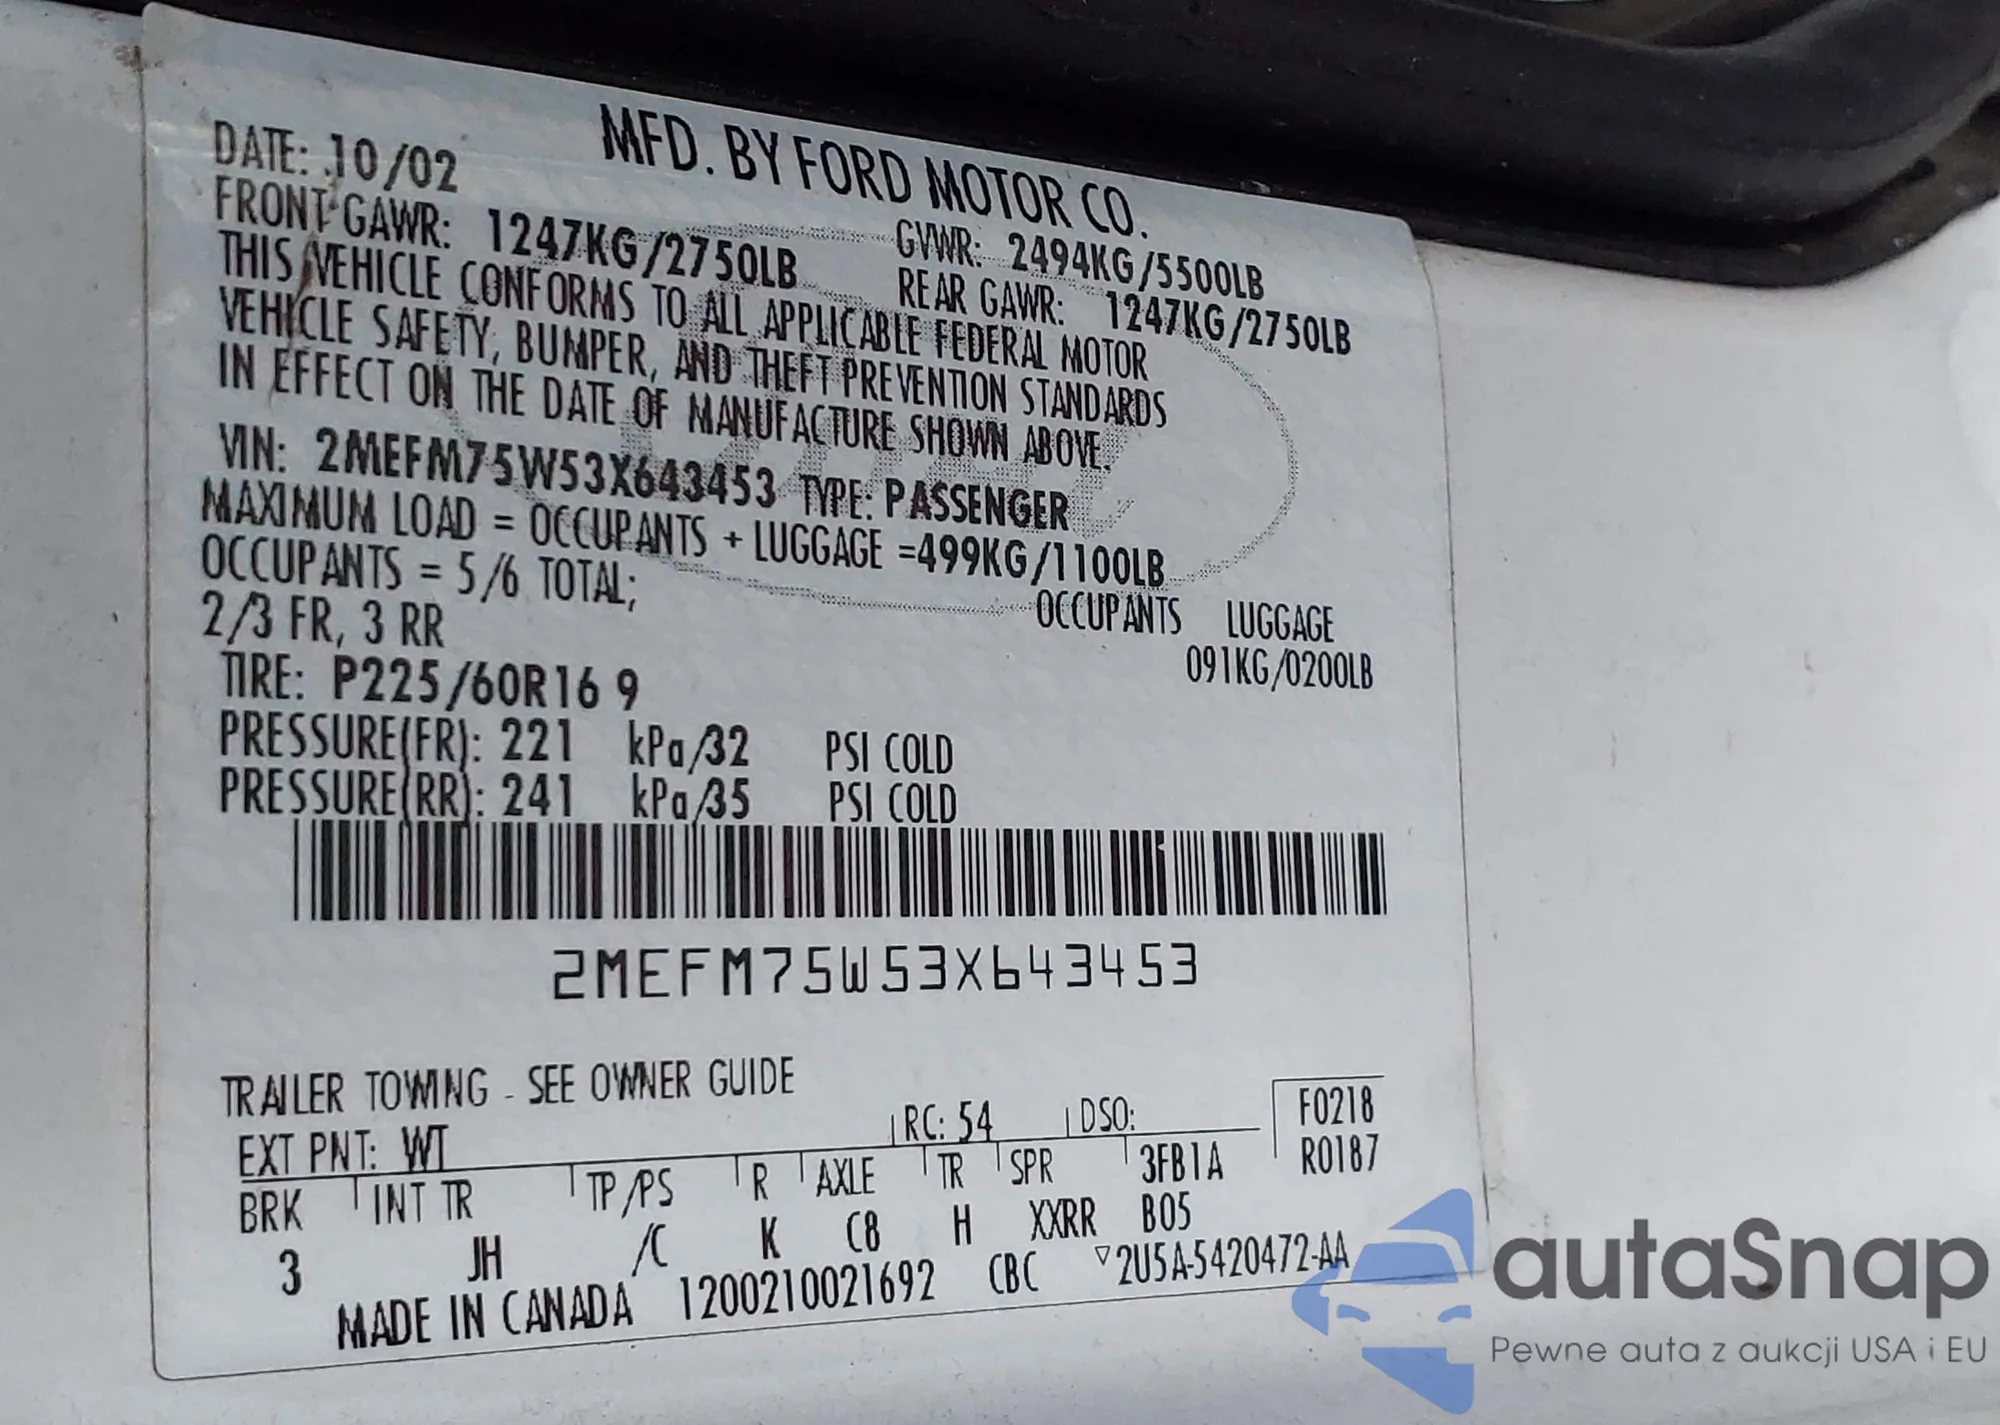 MFD. BY FORD MOTOR CO.
DATE: 10/02
GVWR: 2494KG/5500LB
FRONT GAWR: 1247KG/2750LB
REAR GAWR: 1247KG/2750LB
THIS VEHICLE CONFORMS TO ALL APPLICABLE FEDERAL MOTOR
VEHICLE SAFETY, BUMPER, AND THEFT PREVENTION STANDARDS
IN EFFECT ON THE DATE OF MANUFACTURE SHOWN ABOVE.
VIN: 2MEFM75W53X643453 TYPE: PASSENGER
MAXIMUM LOAD = OCCUPANTS + LUGGAGE =499KG/1100LB
OCCUPANTS = 5/6 TOTAL; OCCUPANTS LUGGAGE
2/3 FR, 3 RR 091KG/0200LB
TIRE: P225/60R16 9
PRESSURE(FR): 221 kPa/32 PSI COLD
PRESSURE(RR): 241 kPa/35 PSI COLD
2MEFM75W53X643453
TRAILER TOWING - SEE OWNER GUIDE
EXT PNT: WT RC: 54 DSO: F0218
BRK INT TR TP/PS R AXLE TR SPR 3FB1A R0187
3 JH /C K C8 H XXRR B05
MADE IN CANADA 1200210021692 CBC ▽2U5A-5420472-AA
autaSnap
Pewne auta z aukcji USA i EU